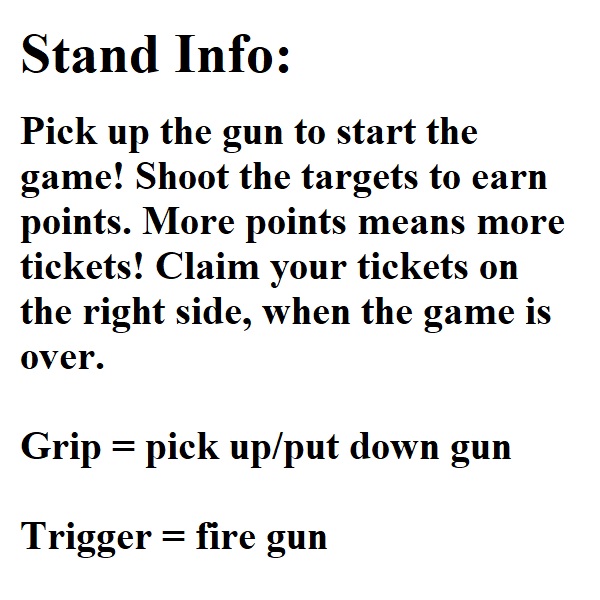 Stand Info:
Pick up the gun to start the
game! Shoot the targets to earn
points. More points means more
tickets! Claim your tickets on
the right side, when the game is
over.
Grip = pick up/put down gun
Trigger = fire gun